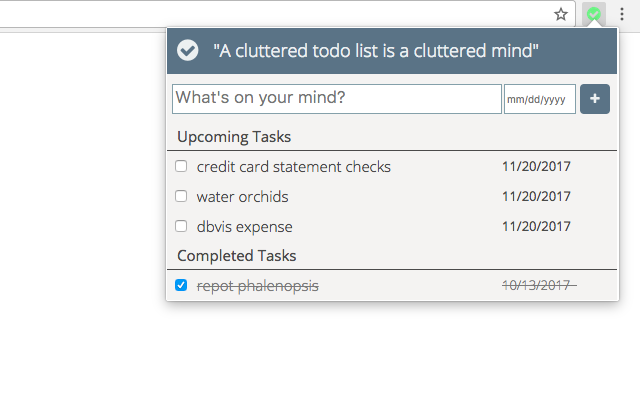 "A cluttered todo list is a cluttered mind"
What's on your mind? mm/dd/yyyy +
Upcoming Tasks
credit card statement checks 11/20/2017
water orchids 11/20/2017
dbvis expense 11/20/2017
Completed Tasks
repot phalenopsis 10/13/2017